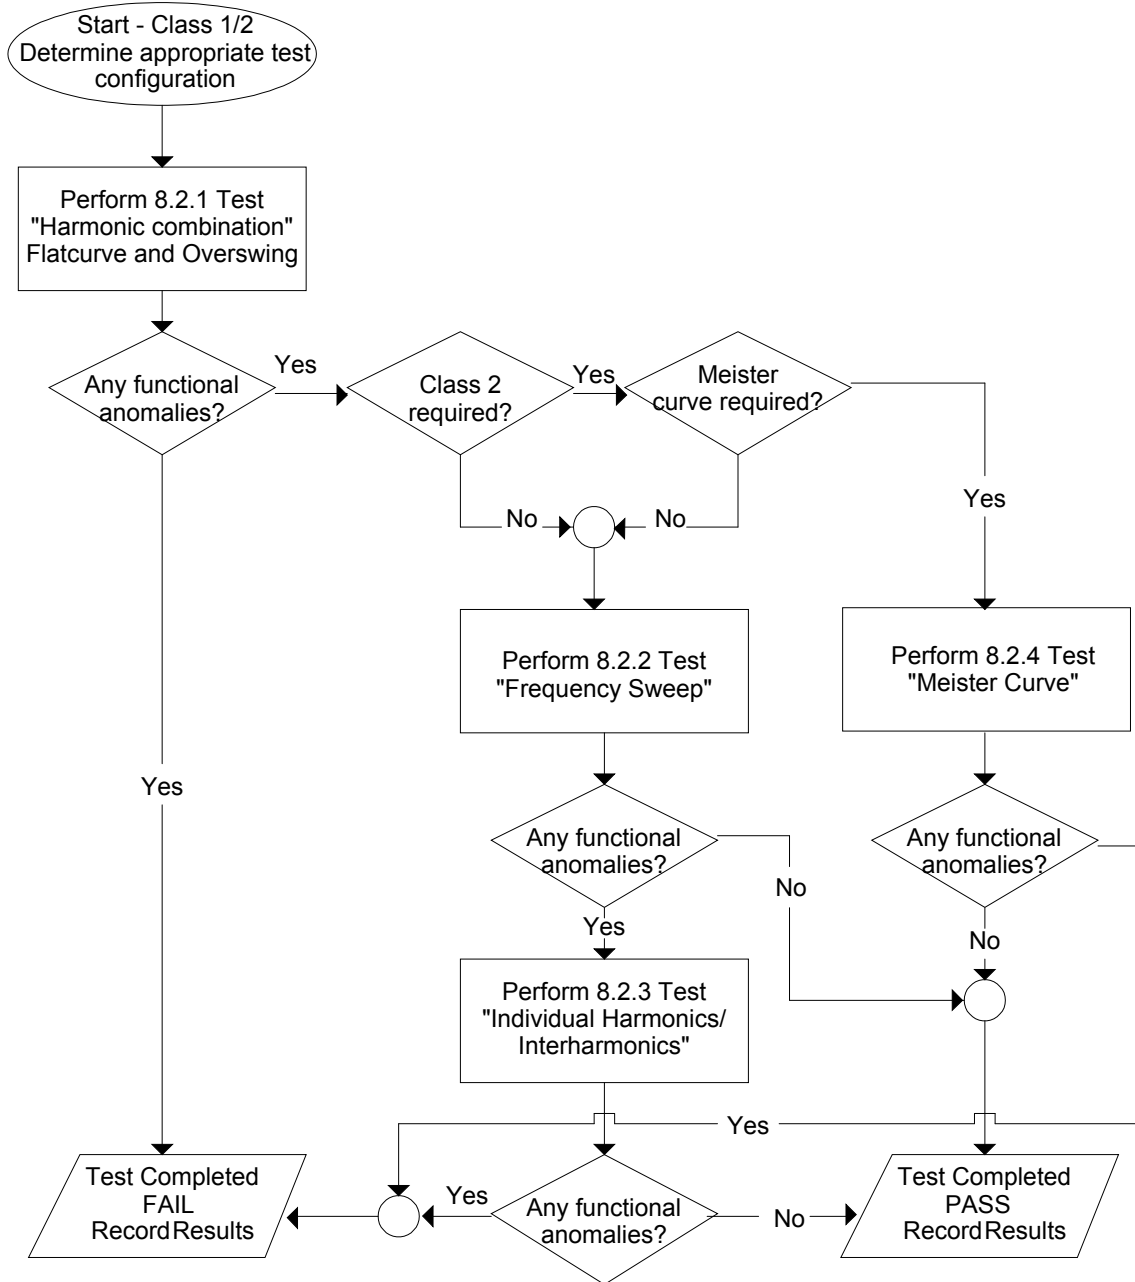 Start - Class 1/2
Determine appropriate test
configuration
Perform 8.2.1 Test
"Harmonic combination"
Flatcurve and Overswing
Any functional
anomalies?
Yes
Class 2
required?
Yes
Meister
curve required?
No
No
Yes
Perform 8.2.2 Test
"Frequency Sweep"
Perform 8.2.4 Test
"Meister Curve"
Yes
Any functional
anomalies?
No
Any functional
anomalies?
Yes
No
Perform 8.2.3 Test
"Individual Harmonics/
Interharmonics"
Yes
Test Completed
FAIL
Record Results
Yes
Any functional
anomalies?
No
Test Completed
PASS
Record Results